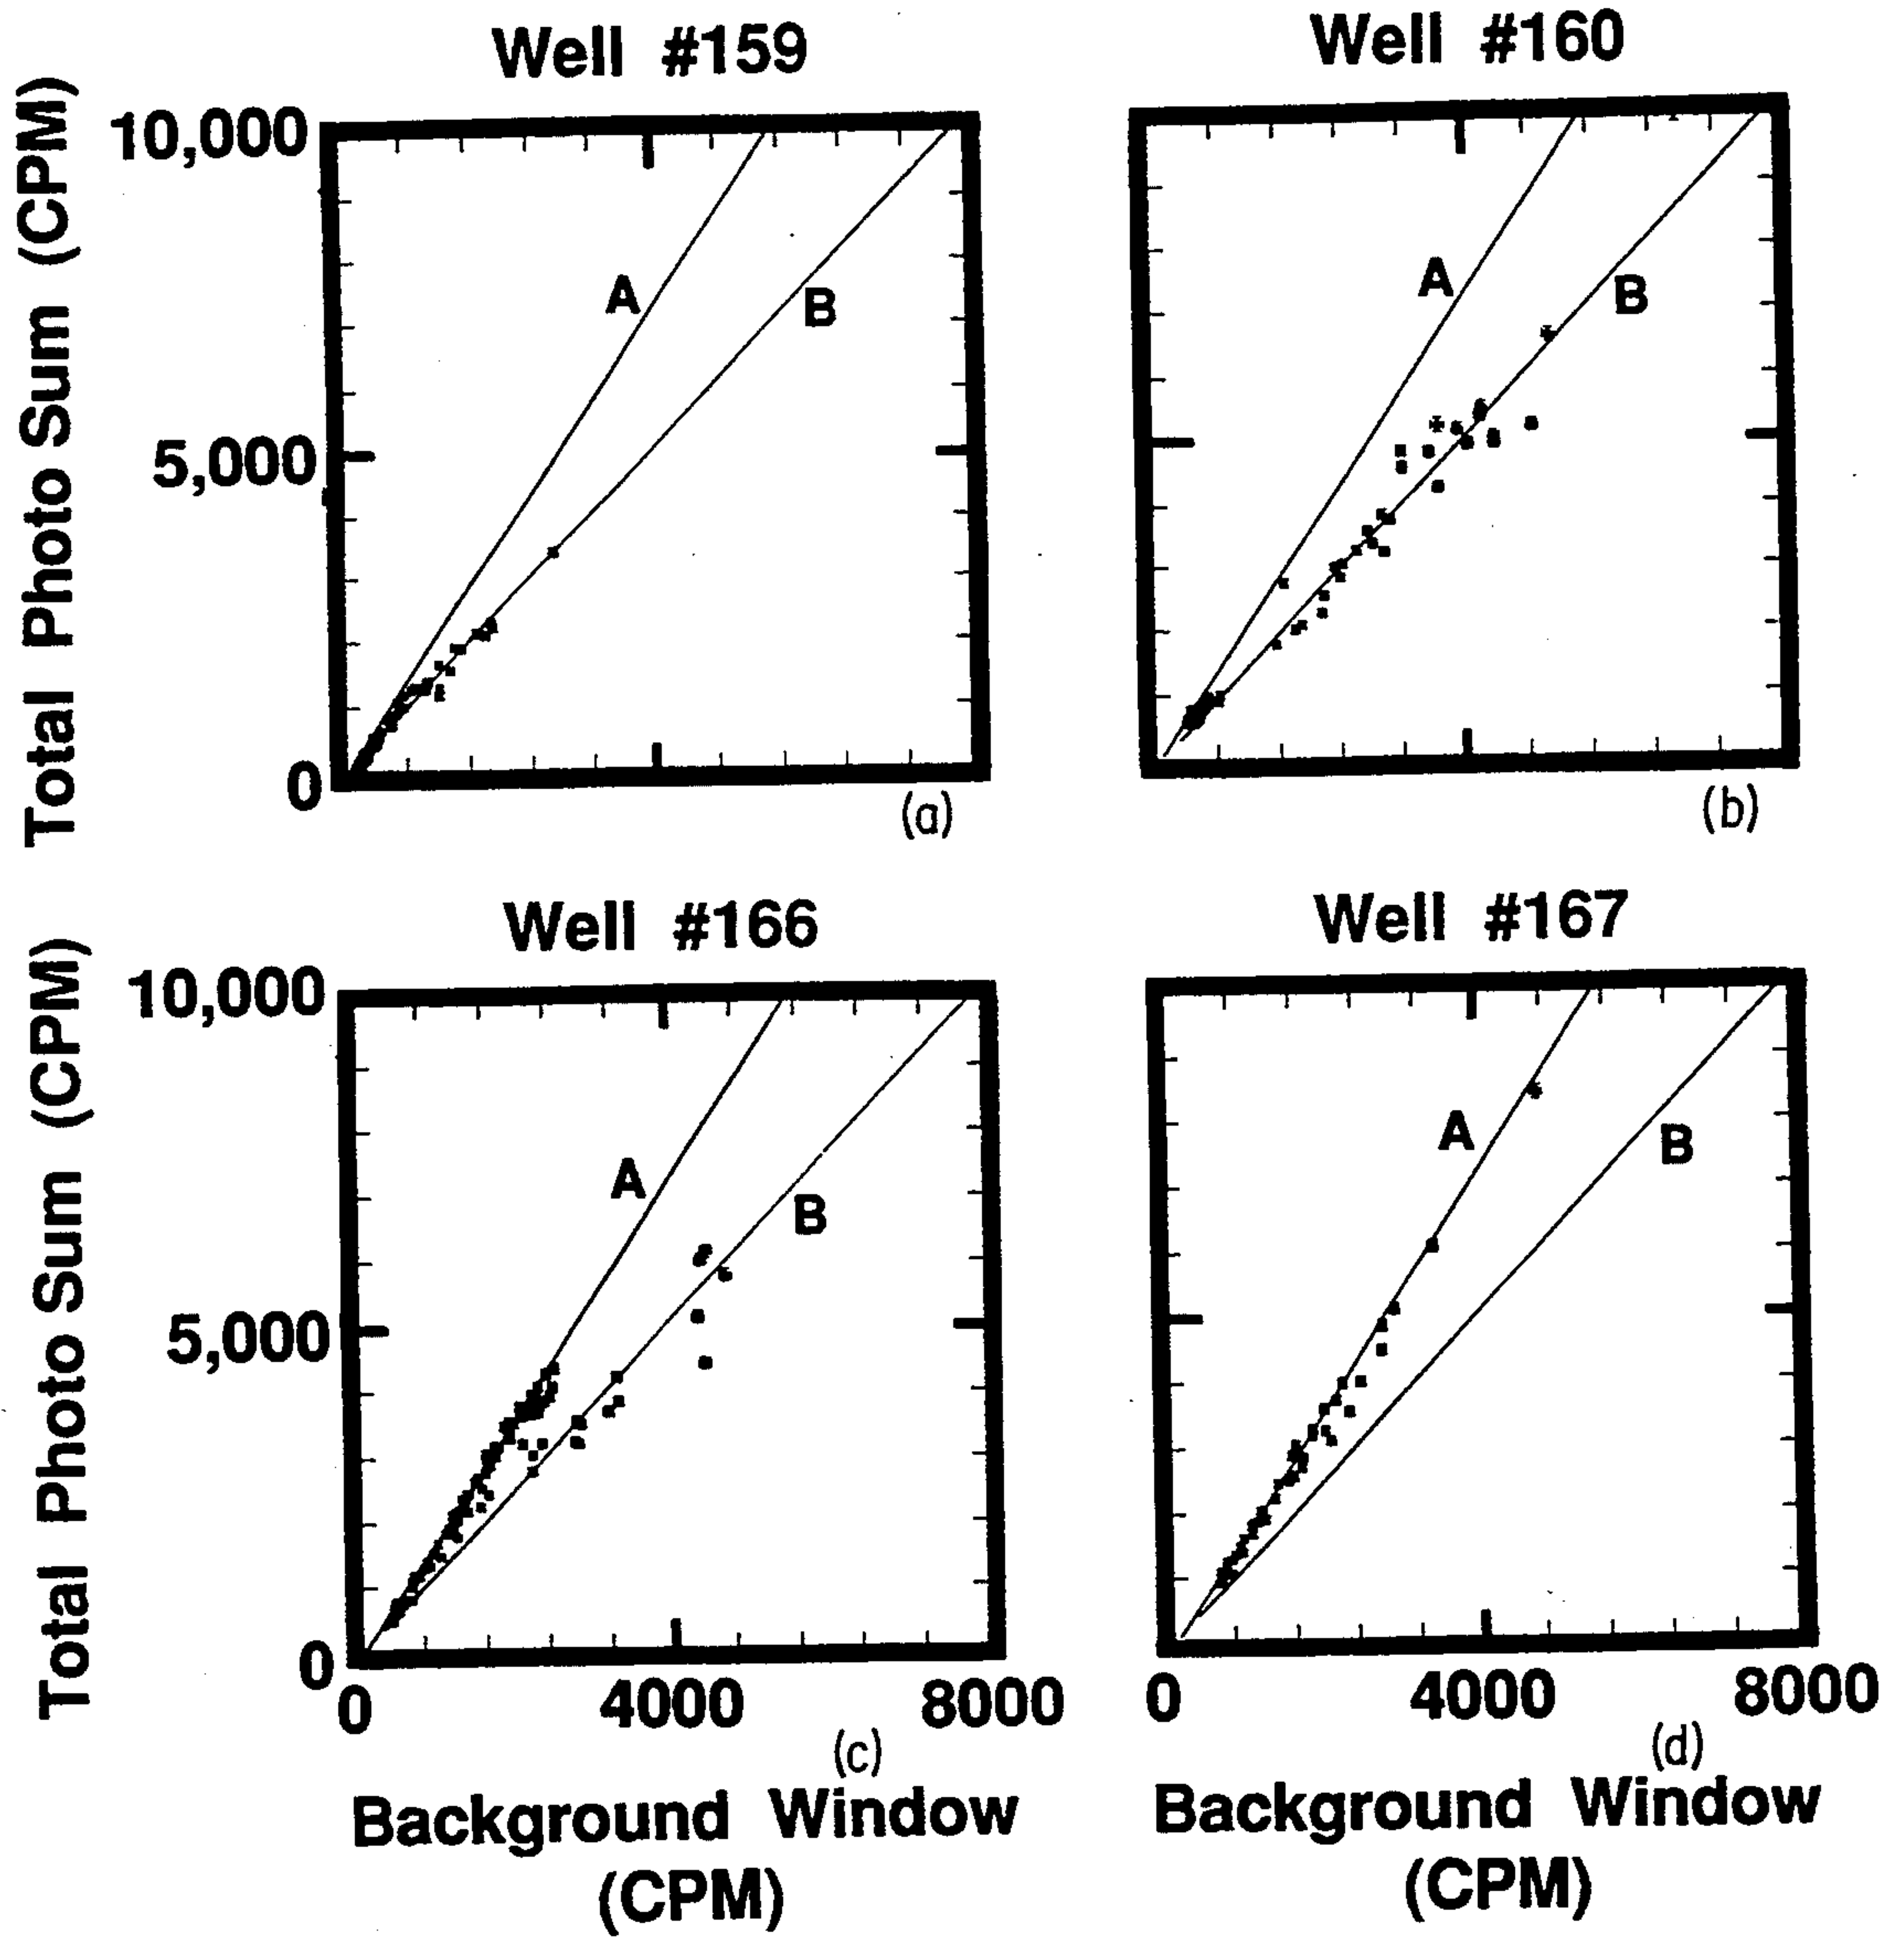 Well #159
Well #160
Total Photo Sum (CPM)
10,000
5,000
0
A
B
A
B
(a)
(b)
Well #166
Well #167
Total Photo Sum (CPM)
10,000
5,000
0
A
B
A
B
0
4000
8000
0
4000
8000
(c)
(d)
Background Window
(CPM)
Background Window
(CPM)